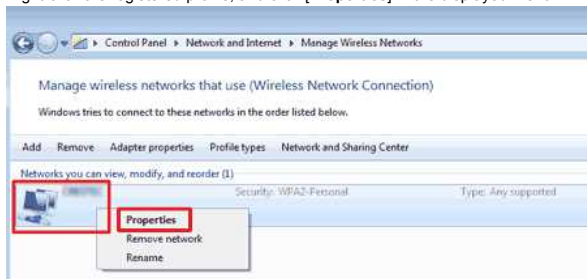 Control Panel ▸ Network and Internet ▸ Manage Wireless Networks
Manage wireless networks that use (Wireless Network Connection)
Windows tries to connect to these networks in the order listed below.
Add Remove Adapter properties Profile types Network and Sharing Center
Networks you can view, modify, and reorder (1)
Security: WPA2-Personal Type: Any supported
Properties
Remove network
Rename